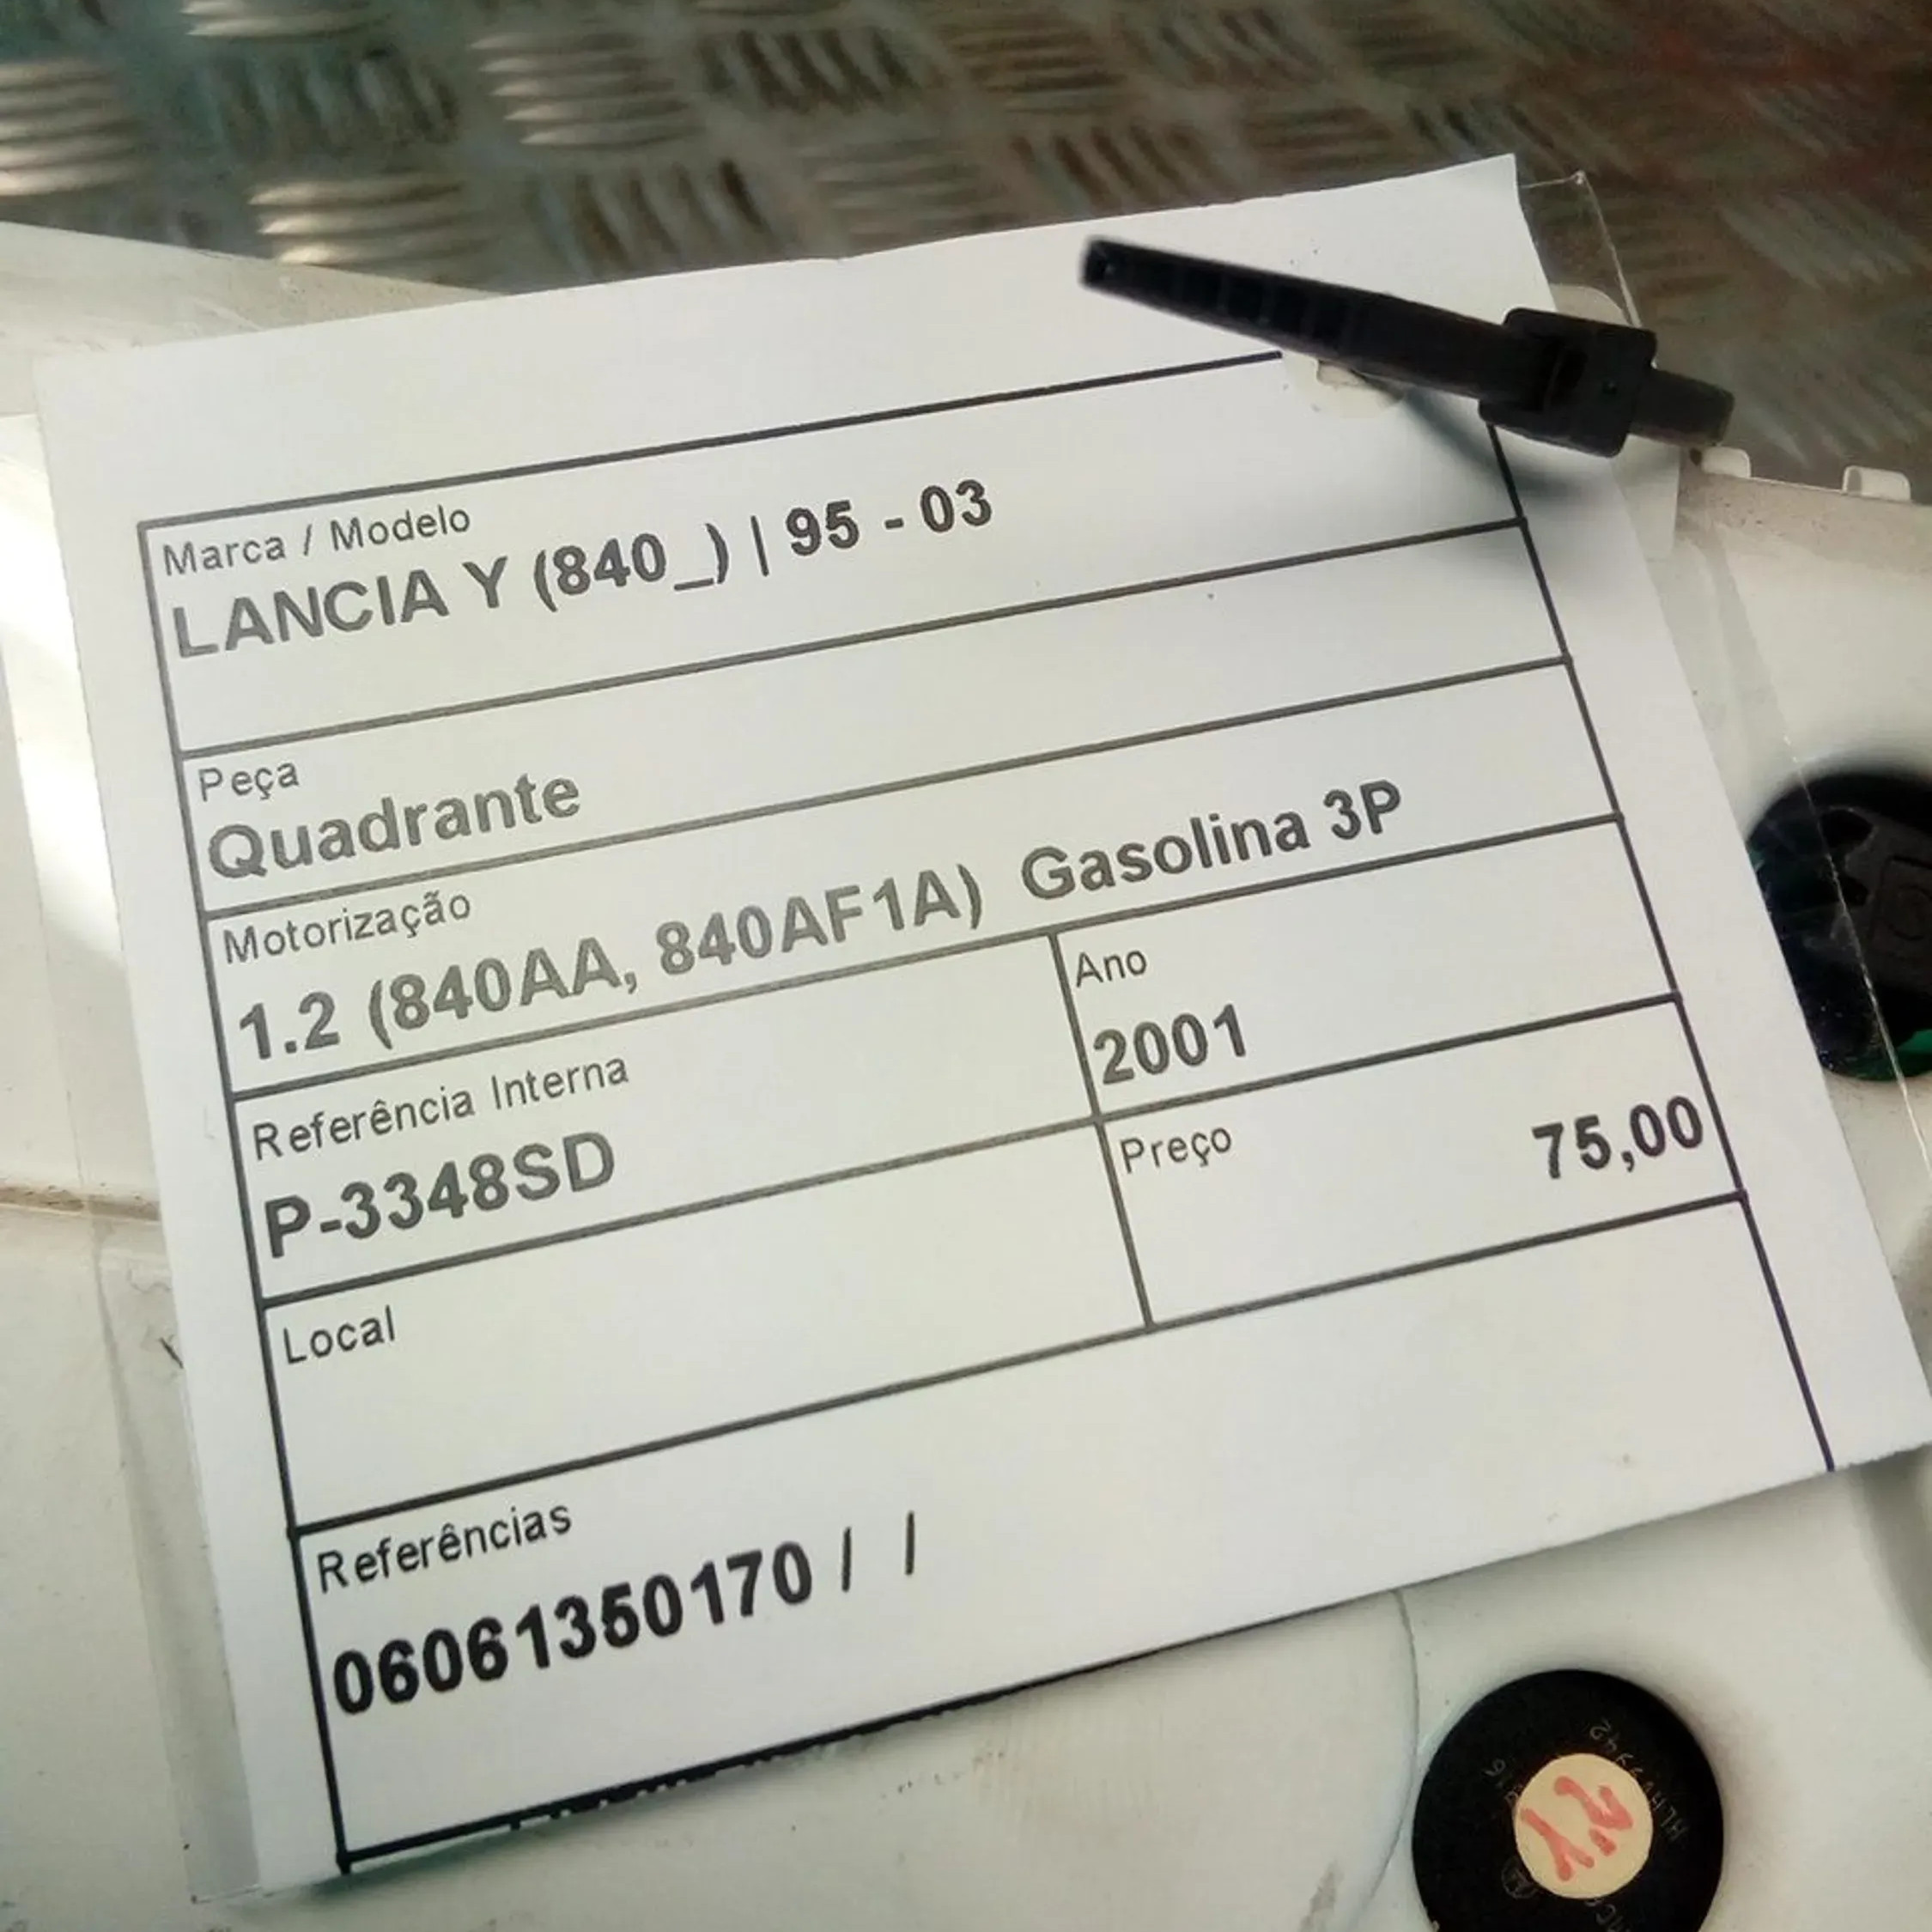 Marca / Modelo
LANCIA Y (840_) | 95 - 03
Peça
Quadrante
Motorização
1.2 (840AA, 840AF1A) Gasolina 3P
Referência Interna
P-3348SD
Ano
2001
Local
Preço
75,00
Referências
06061350170 / /